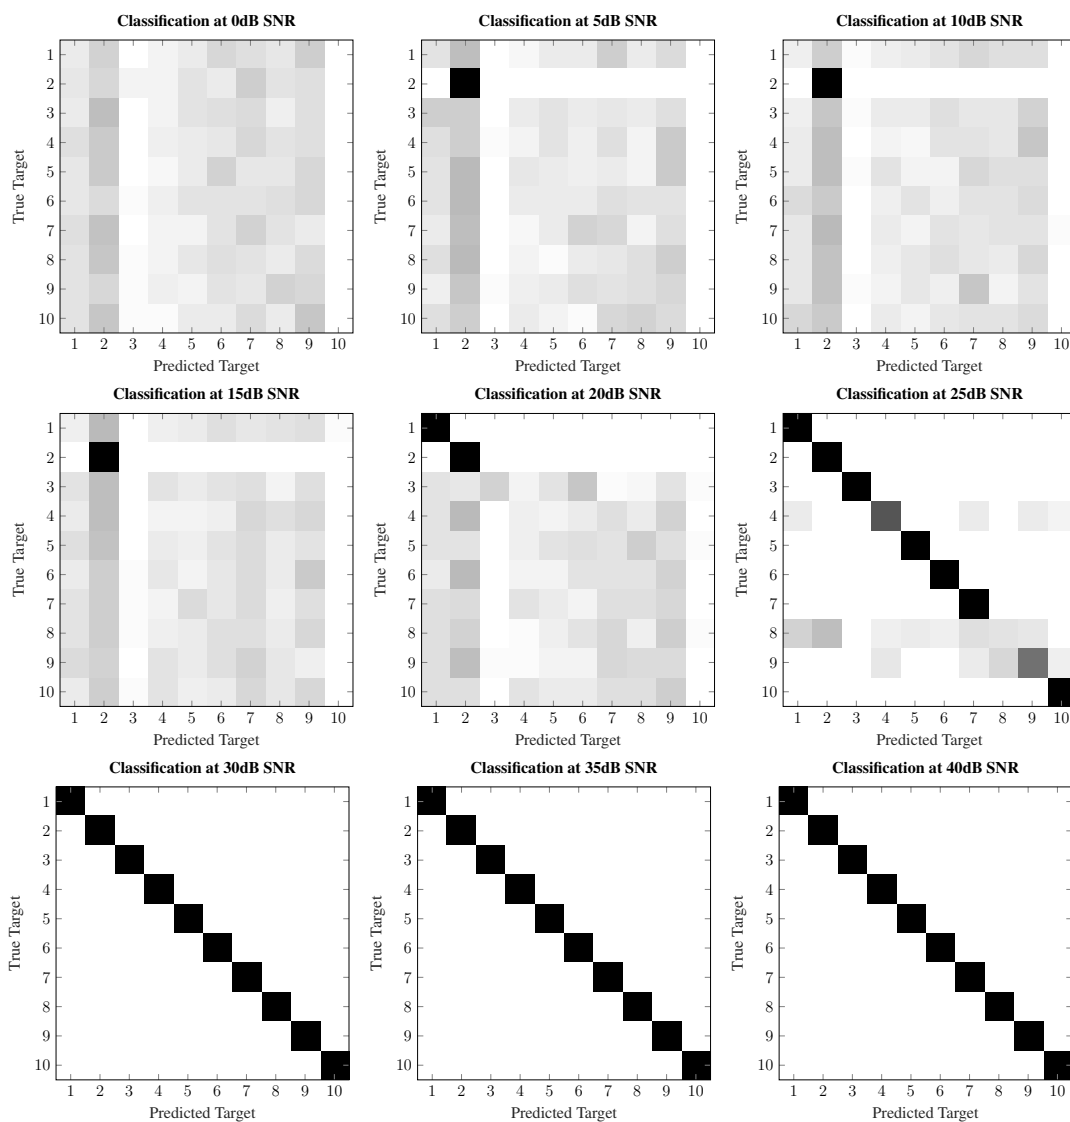 Classification at 0dB SNR
1
2
3
4
5
6
7
8
9
10
True Target
1 2 3 4 5 6 7 8 9 10
Predicted Target
Classification at 5dB SNR
1
2
3
4
5
6
7
8
9
10
True Target
1 2 3 4 5 6 7 8 9 10
Predicted Target
Classification at 10dB SNR
1
2
3
4
5
6
7
8
9
10
True Target
1 2 3 4 5 6 7 8 9 10
Predicted Target
Classification at 15dB SNR
1
2
3
4
5
6
7
8
9
10
True Target
1 2 3 4 5 6 7 8 9 10
Predicted Target
Classification at 20dB SNR
1
2
3
4
5
6
7
8
9
10
True Target
1 2 3 4 5 6 7 8 9 10
Predicted Target
Classification at 25dB SNR
1
2
3
4
5
6
7
8
9
10
True Target
1 2 3 4 5 6 7 8 9 10
Predicted Target
Classification at 30dB SNR
1
2
3
4
5
6
7
8
9
10
True Target
1 2 3 4 5 6 7 8 9 10
Predicted Target
Classification at 35dB SNR
1
2
3
4
5
6
7
8
9
10
True Target
1 2 3 4 5 6 7 8 9 10
Predicted Target
Classification at 40dB SNR
1
2
3
4
5
6
7
8
9
10
True Target
1 2 3 4 5 6 7 8 9 10
Predicted Target